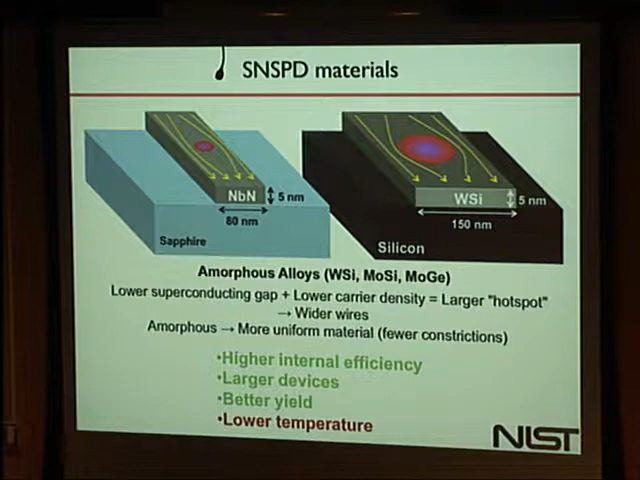 SNSPD materials
NbN
5 nm
80 nm
Sapphire
WSi
5 nm
150 nm
Silicon
Amorphous Alloys (WSi, MoSi, MoGe)
Lower superconducting gap + Lower carrier density = Larger "hotspot"
→ Wider wires
Amorphous → More uniform material (fewer constrictions)
•Higher internal efficiency
•Larger devices
•Better yield
•Lower temperature
NIST